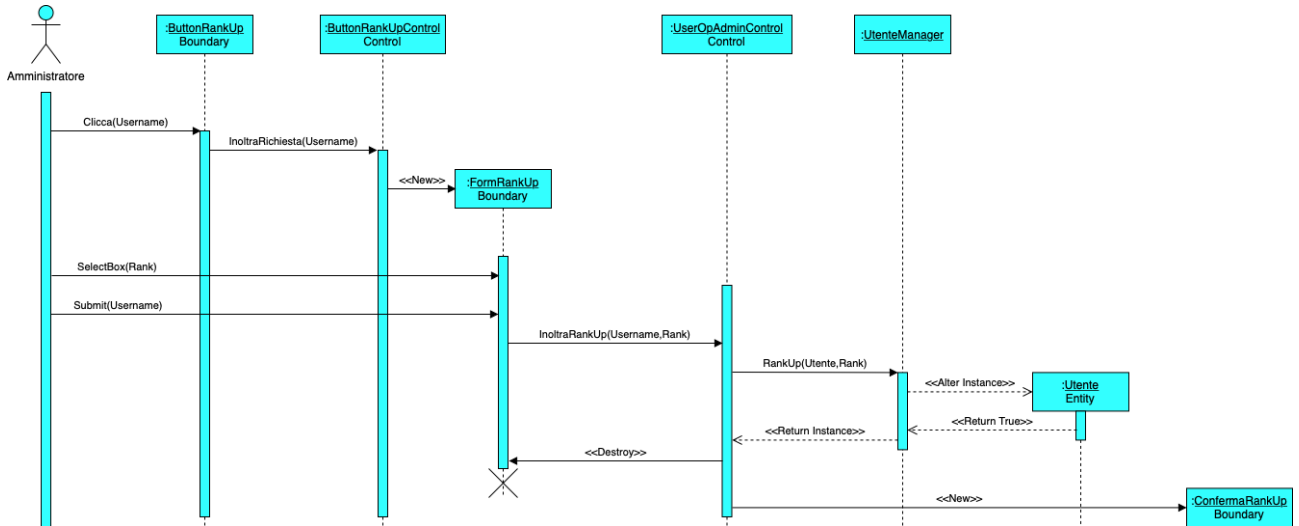 :ButtonRankUp
Boundary
:ButtonRankUpControl
Control
:UserOpAdminControl
Control
:UtenteManager
Amministratore
Clicca(Username)
InoltraRichiesta(Username)
<<New>>
:FormRankUp
Boundary
SelectBox(Rank)
Submit(Username)
InoltraRankUp(Username,Rank)
RankUp(Utente,Rank)
<<Alter Instance>>
:Utente
Entity
<<Return True>>
<<Return Instance>>
<<Destroy>>
<<New>>
:ConfermaRankUp
Boundary